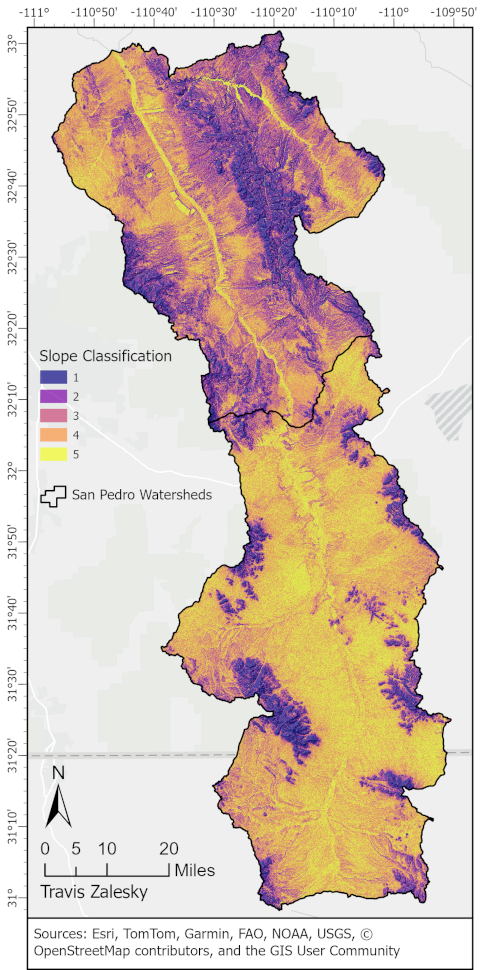 -111° -110°50' -110°40' -110°30' -110°20' -110°10' -110° -109°50'
33°
32°50'
32°40'
32°30'
32°20'
32°10'
32°
31°50'
31°40'
31°30'
31°20'
31°10'
31°
Slope Classification
1
2
3
4
5
San Pedro Watersheds
N
0 5 10 20
Miles
Travis Zalesky
Sources: Esri, TomTom, Garmin, FAO, NOAA, USGS, ©
OpenStreetMap contributors, and the GIS User Community